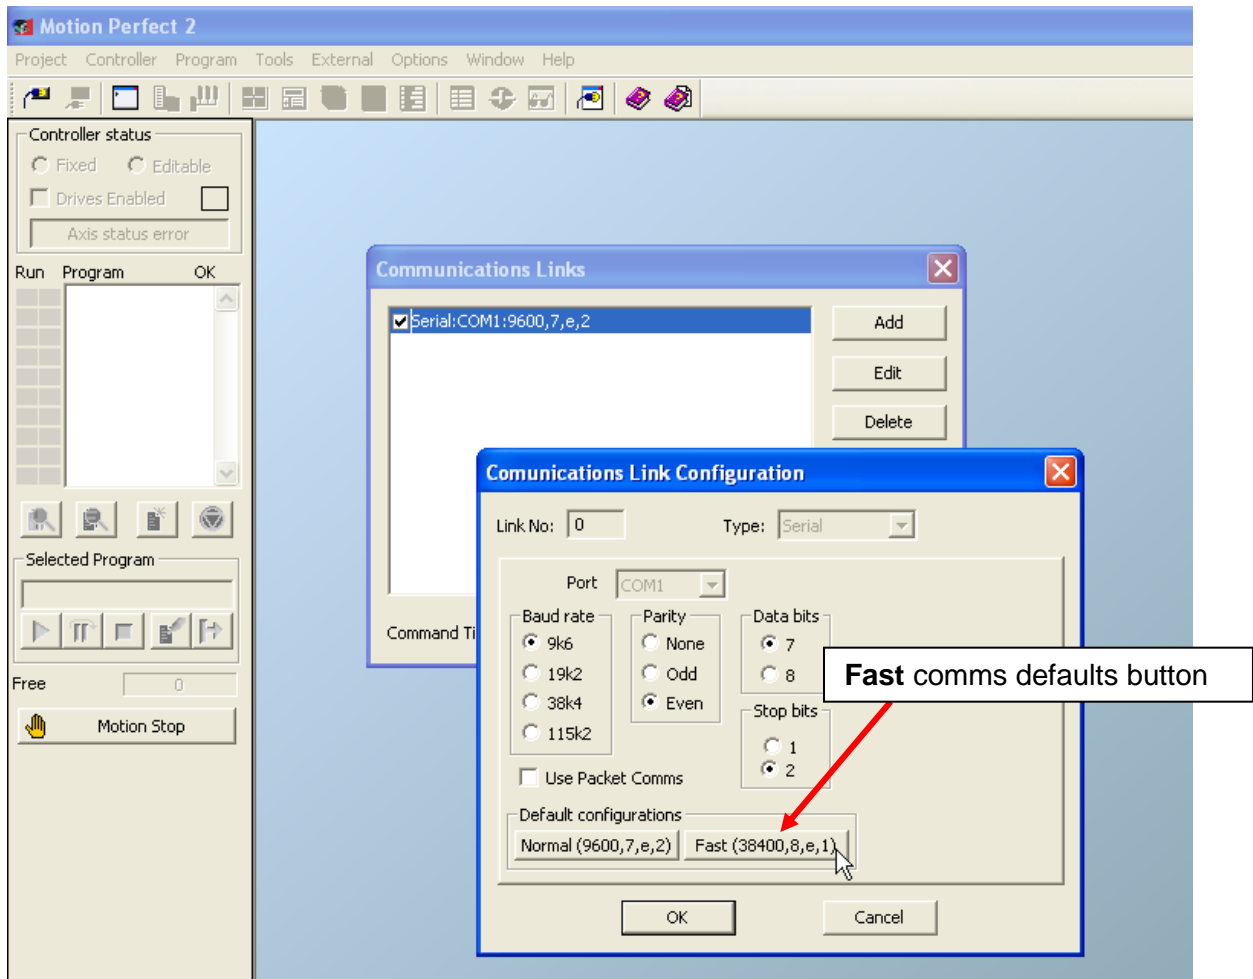 Motion Perfect 2
Project Controller Program Tools External Options Window Help
Controller status
Fixed Editable
Drives Enabled
Axis status error
Run Program OK
Selected Program
Free 0
Motion Stop
Communications Links
Serial:COM1:9600,7,e,2
Add
Edit
Delete
Command Ti
Comunications Link Configuration
Link No: 0 Type: Serial
Port COM1
Baud rate
9k6
19k2
38k4
115k2
Parity
None
Odd
Even
Data bits
7
8
Stop bits
1
2
Use Packet Comms
Default configurations
Normal (9600,7,e,2) Fast (38400,8,e,1)
OK Cancel
Fast comms defaults button